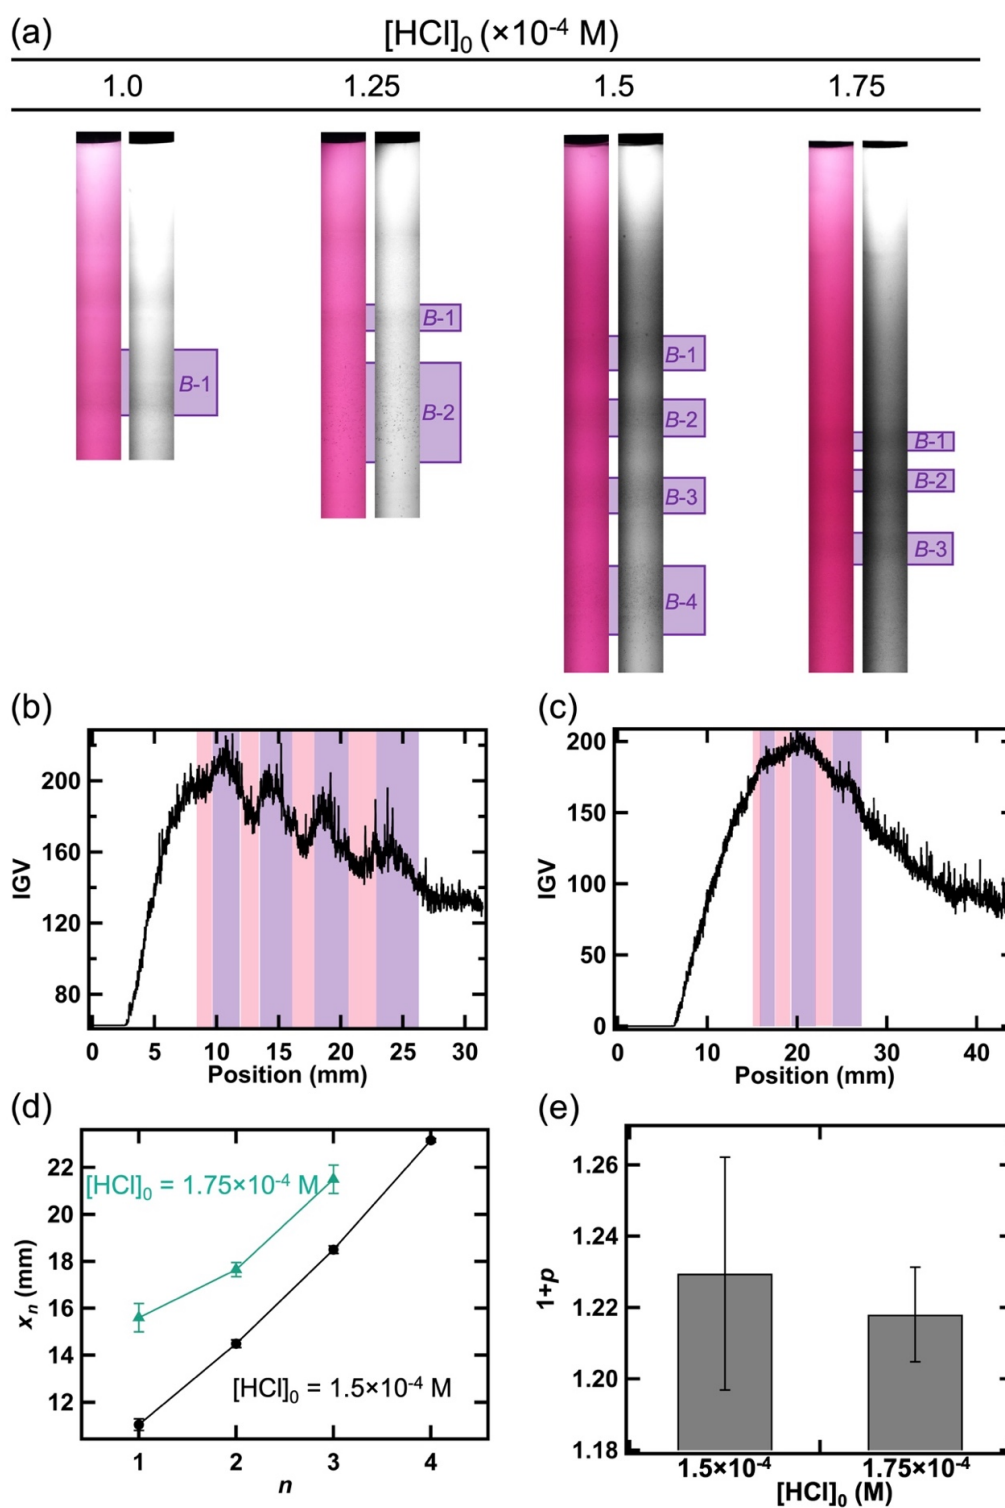 (a)
[HCl]₀ (×10⁻⁴ M)
1.0 1.25 1.5 1.75
B-1
B-1
B-2
B-1
B-2
B-3
B-4
B-1
B-2
B-3
(b)
IGV
200
160
120
80
0 5 10 15 20 25 30
Position (mm)
(c)
IGV
200
150
100
50
0
0 10 20 30 40
Position (mm)
(d)
xₙ (mm)
22
20
18
16
14
12
[HCl]₀ = 1.75×10⁻⁴ M
[HCl]₀ = 1.5×10⁻⁴ M
1 2 3 4
n
(e)
1+p
1.26
1.24
1.22
1.20
1.18
1.5×10⁻⁴ 1.75×10⁻⁴
[HCl]₀ (M)